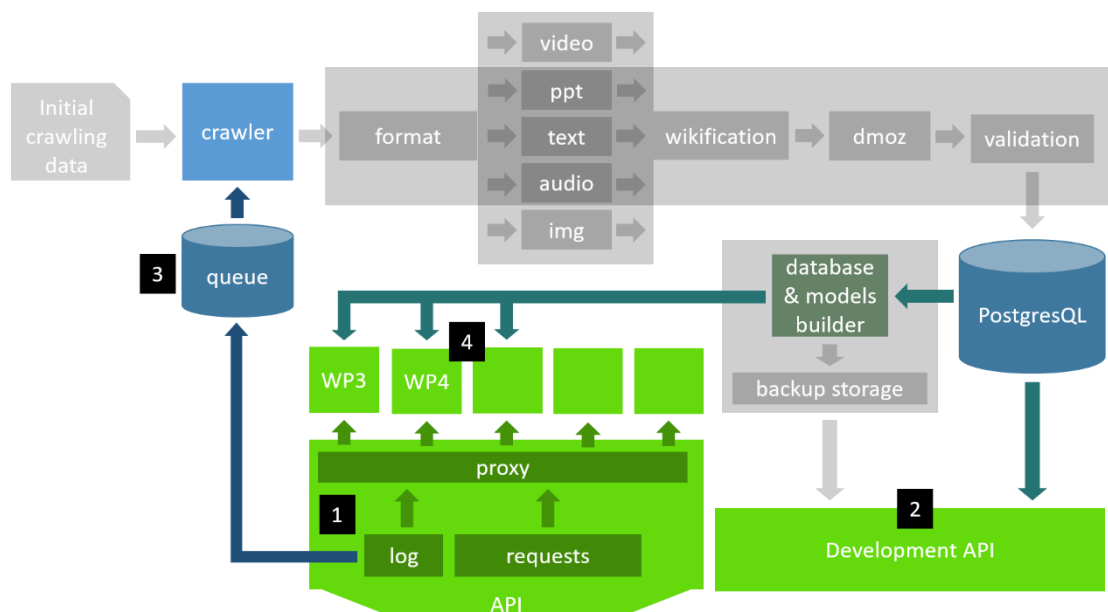 video
Initial
crawling
data
crawler
format
ppt
text
audio
img
wikification
dmoz
validation
3
queue
database
& models
builder
PostgresQL
4
WP3
WP4
backup storage
proxy
1
log
requests
API
2
Development API